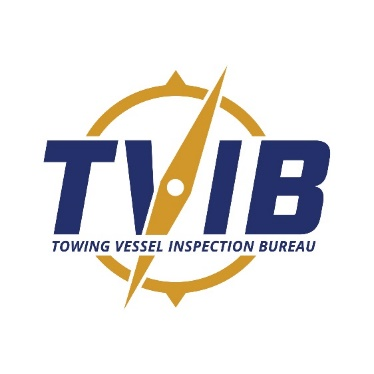 TVIB
TOWING VESSEL INSPECTION BUREAU